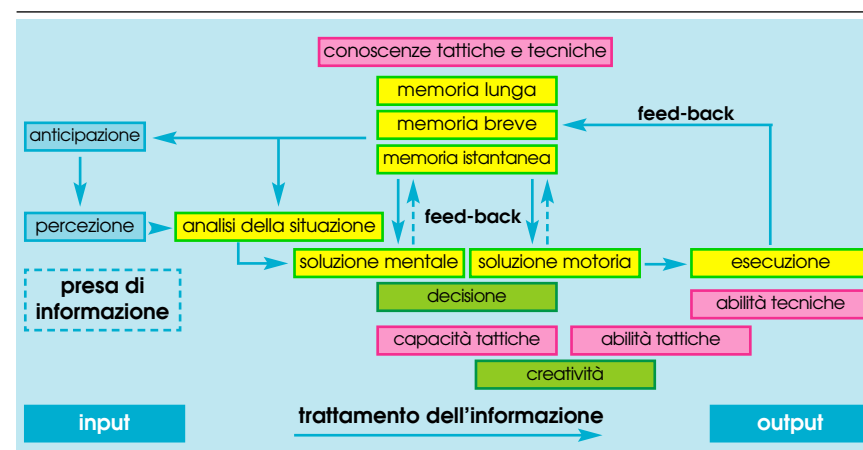 conoscenze tattiche e tecniche
memoria lunga
memoria breve
feed-back
anticipazione
memoria istantanea
percezione
analisi della situazione
feed-back
soluzione mentale
soluzione motoria
esecuzione
presa di
informazione
decisione
abilità tecniche
capacità tattiche
abilità tattiche
creatività
input
trattamento dell'informazione
output